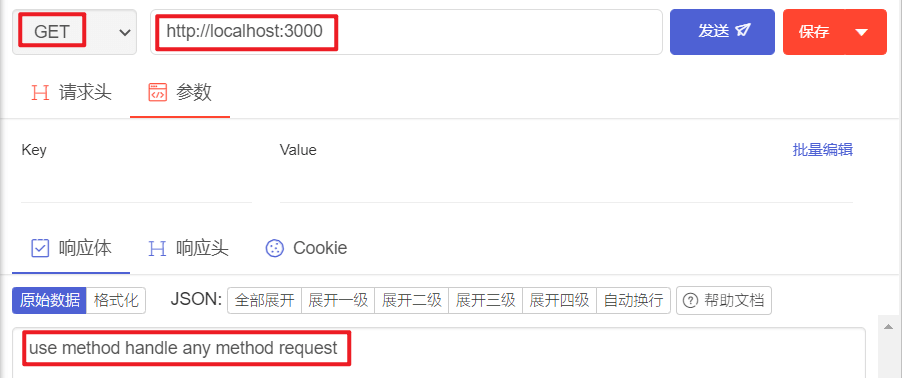 GET http://localhost:3000 发送 保存
请求头 参数
Key Value 批量编辑
响应体 响应头 Cookie
原始数据 格式化 JSON: 全部展开 展开一级 展开二级 展开三级 展开四级 自动换行 帮助文档
use method handle any method request